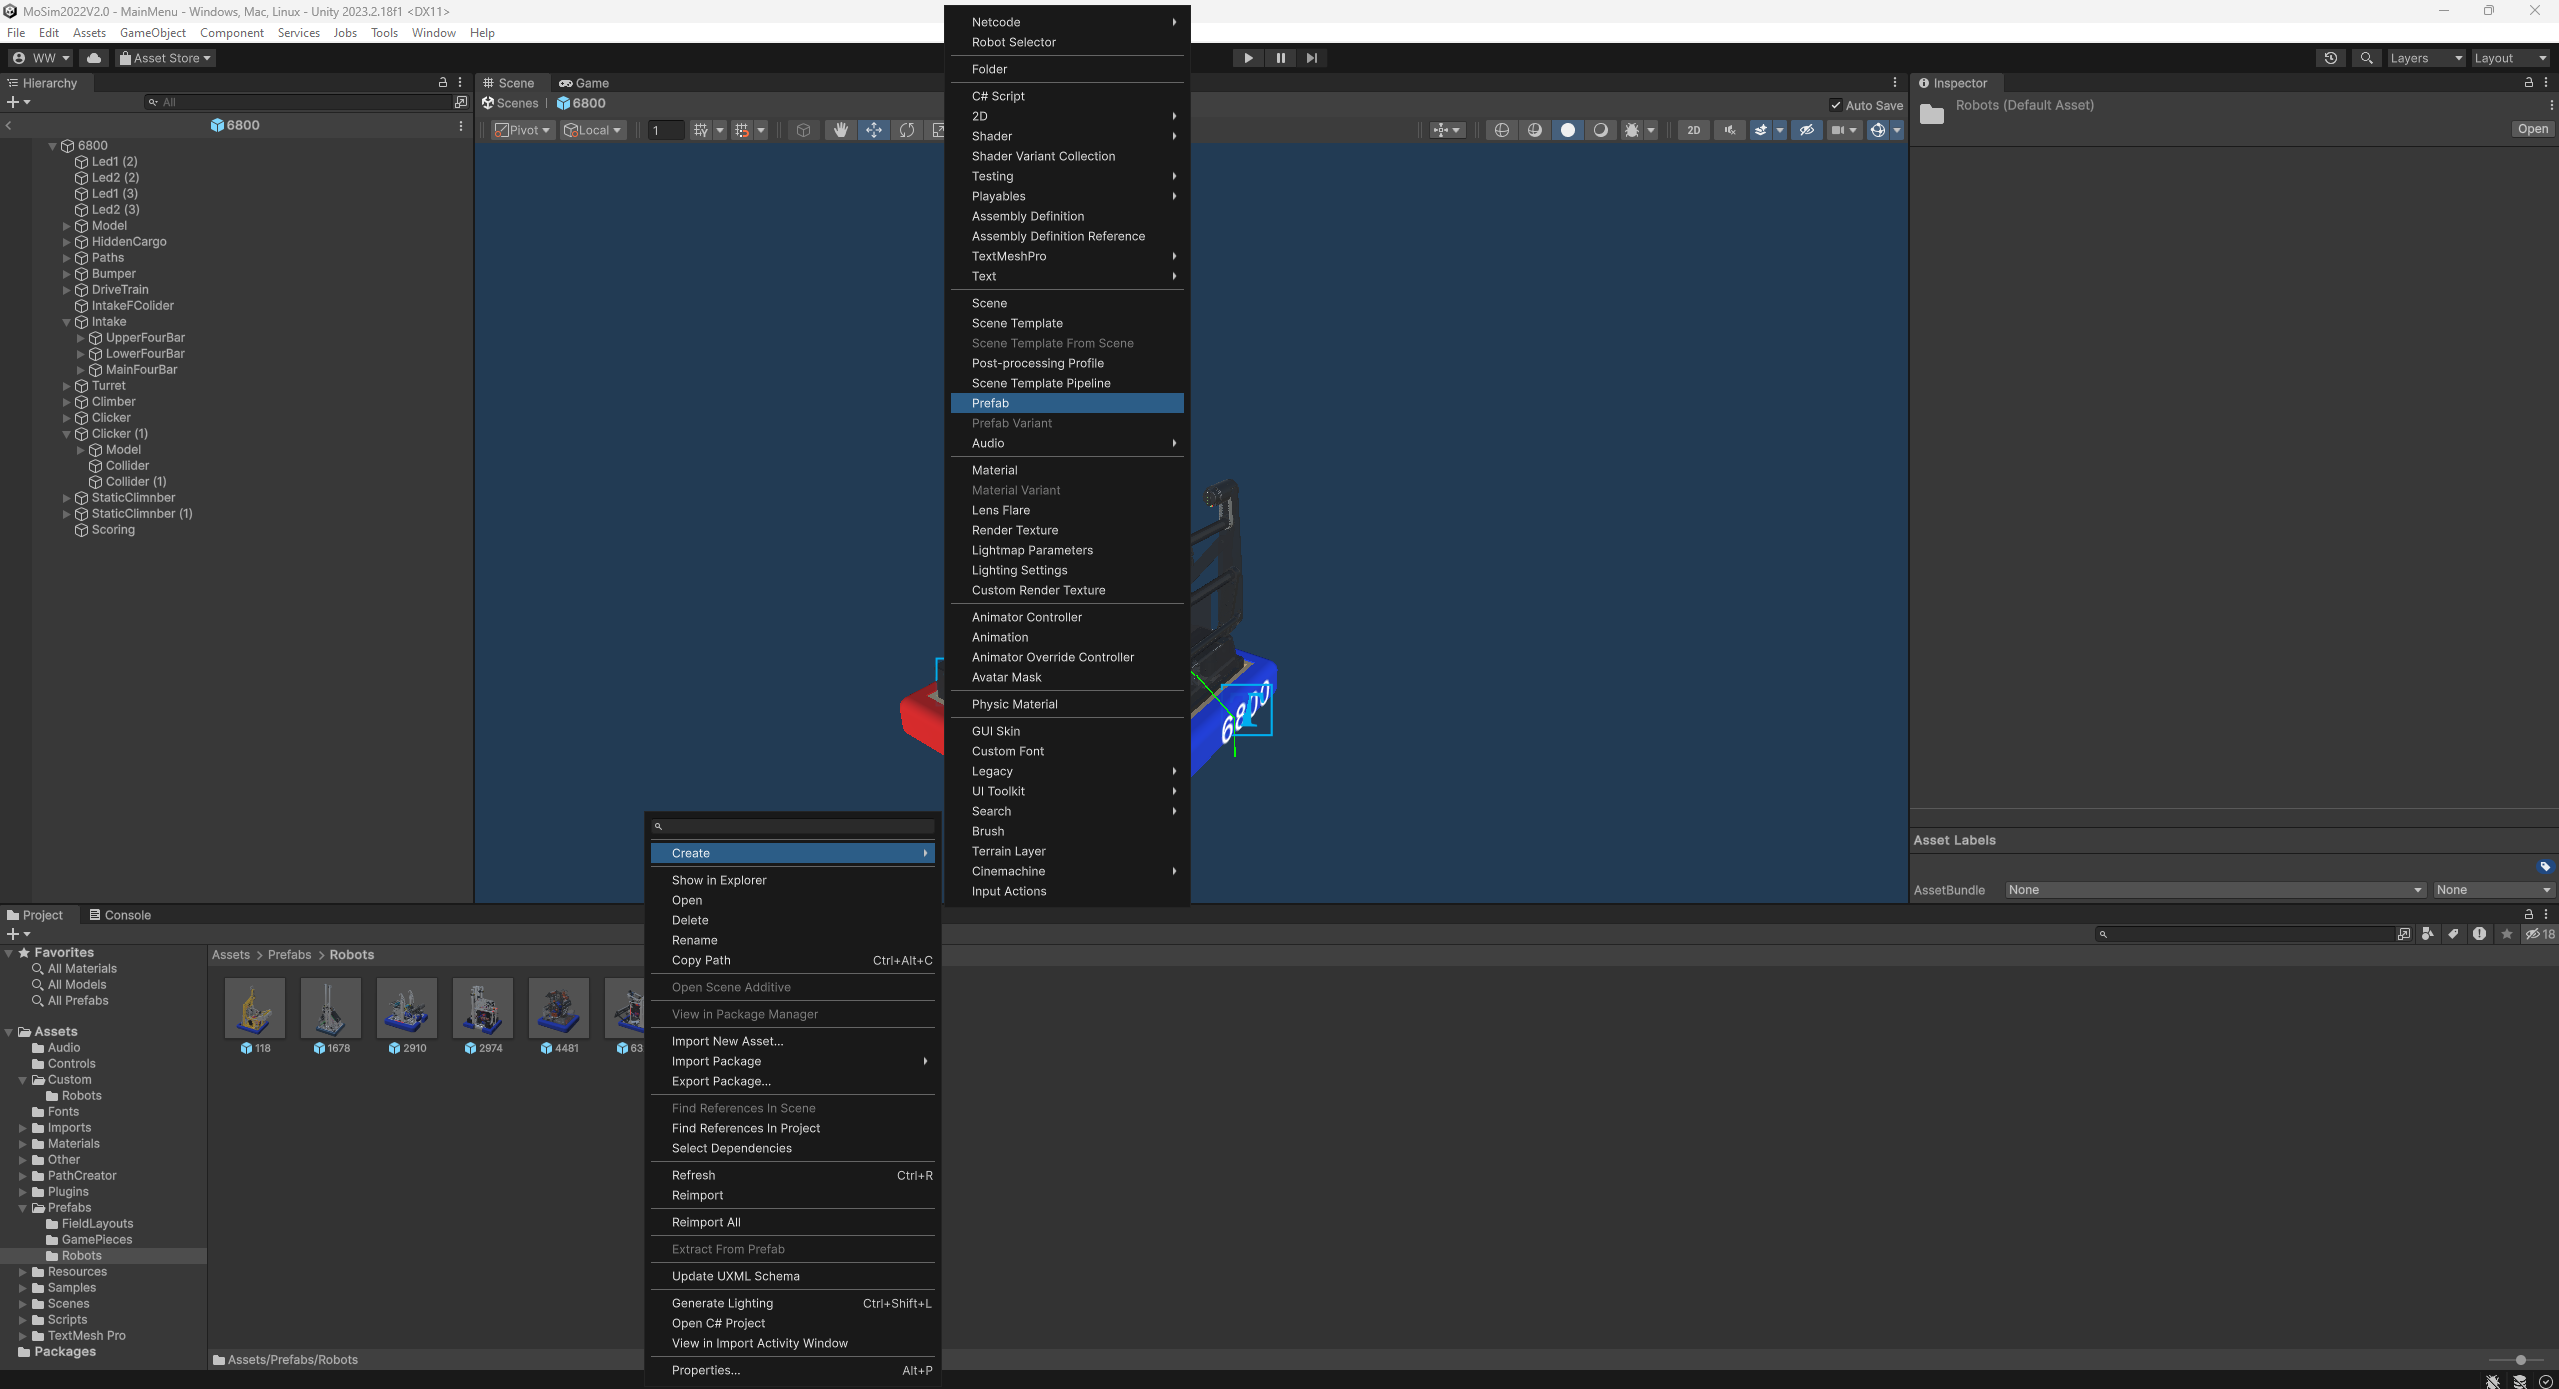 MoSim2022V2.0 - MainMenu - Windows, Mac, Linux - Unity 2023.2.18f1 <DX11>
File Edit Assets GameObject Component Services Jobs Tools Window Help
WW Asset Store Layers Layout
Hierarchy
All
6800
6800
Led1 (2)
Led2 (2)
Led1 (3)
Led2 (3)
Model
HiddenCargo
Paths
Bumper
DriveTrain
IntakeFColider
Intake
UpperFourBar
LowerFourBar
MainFourBar
Turret
Climber
Clicker
Clicker (1)
Model
Collider
Collider (1)
StaticClimnber
StaticClimnber (1)
Scoring
Scene Game
Scenes 6800 Auto Save
Pivot Local 1 2D
6800
Netcode
Robot Selector
Folder
C# Script
2D
Shader
Shader Variant Collection
Testing
Playables
Assembly Definition
Assembly Definition Reference
TextMeshPro
Text
Scene
Scene Template
Scene Template From Scene
Post-processing Profile
Scene Template Pipeline
Prefab
Prefab Variant
Audio
Material
Material Variant
Lens Flare
Render Texture
Lightmap Parameters
Lighting Settings
Custom Render Texture
Animator Controller
Animation
Animator Override Controller
Avatar Mask
Physic Material
GUI Skin
Custom Font
Legacy
UI Toolkit
Search
Brush
Terrain Layer
Cinemachine
Input Actions
Create
Show in Explorer
Open
Delete
Rename
Copy Path Ctrl+Alt+C
Open Scene Additive
View in Package Manager
Import New Asset...
Import Package
Export Package...
Find References In Scene
Find References In Project
Select Dependencies
Refresh Ctrl+R
Reimport
Reimport All
Extract From Prefab
Update UXML Schema
Generate Lighting Ctrl+Shift+L
Open C# Project
View in Import Activity Window
Properties... Alt+P
Inspector
Robots (Default Asset)
Open
Asset Labels
AssetBundle None None
Project Console
18
Favorites
All Materials
All Models
All Prefabs
Assets
Audio
Controls
Custom
Robots
Fonts
Imports
Materials
Other
PathCreator
Plugins
Prefabs
FieldLayouts
GamePieces
Robots
Resources
Samples
Scenes
Scripts
TextMesh Pro
Packages
Assets > Prefabs > Robots
118 1678 2910 2974 4481 63
Assets/Prefabs/Robots